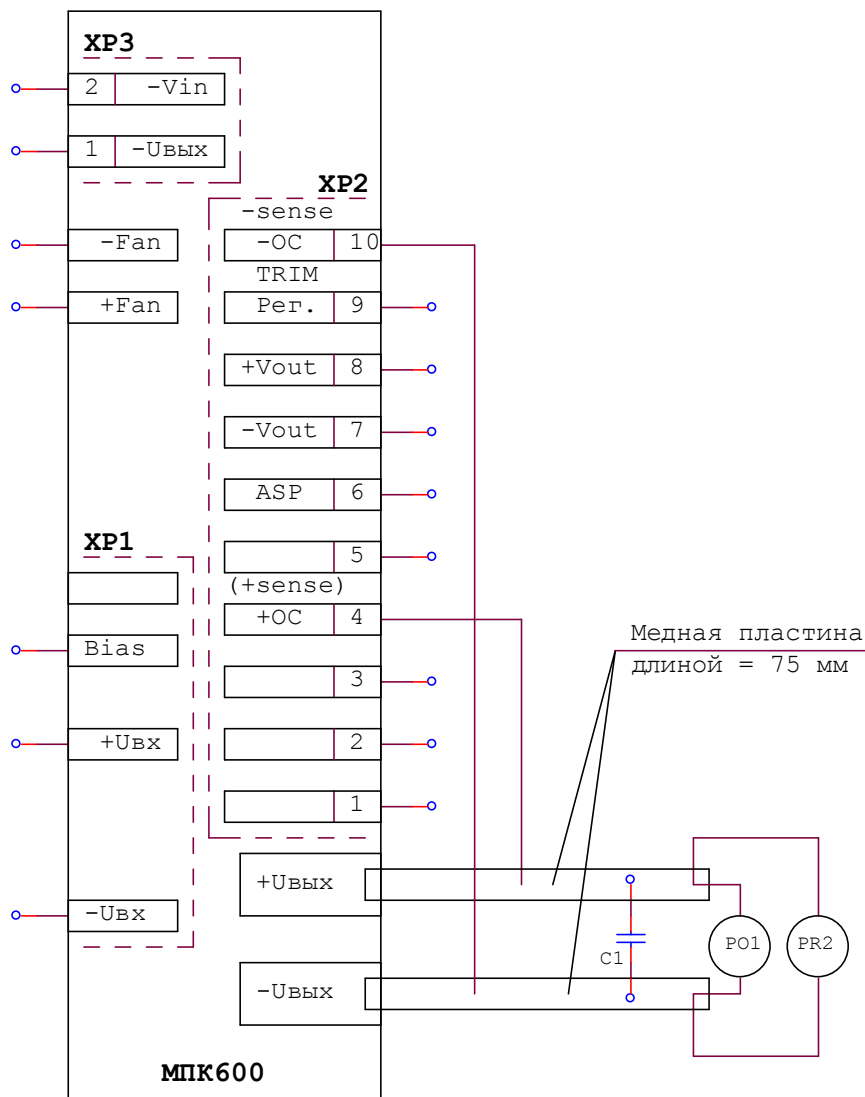 XP3
2 -Vin
1 -Uвых
XP2
-sense
-Fan
-ОС 10
TRIM
+Fan
Рег. 9
+Vout 8
-Vout 7
ASP 6
XP1
5
(+sense)
+ОС 4
Bias
Медная пластина
длиной = 75 мм
3
+Uвх
2
1
+Uвых
-Uвх
PO1
PR2
C1
-Uвых
МПК600